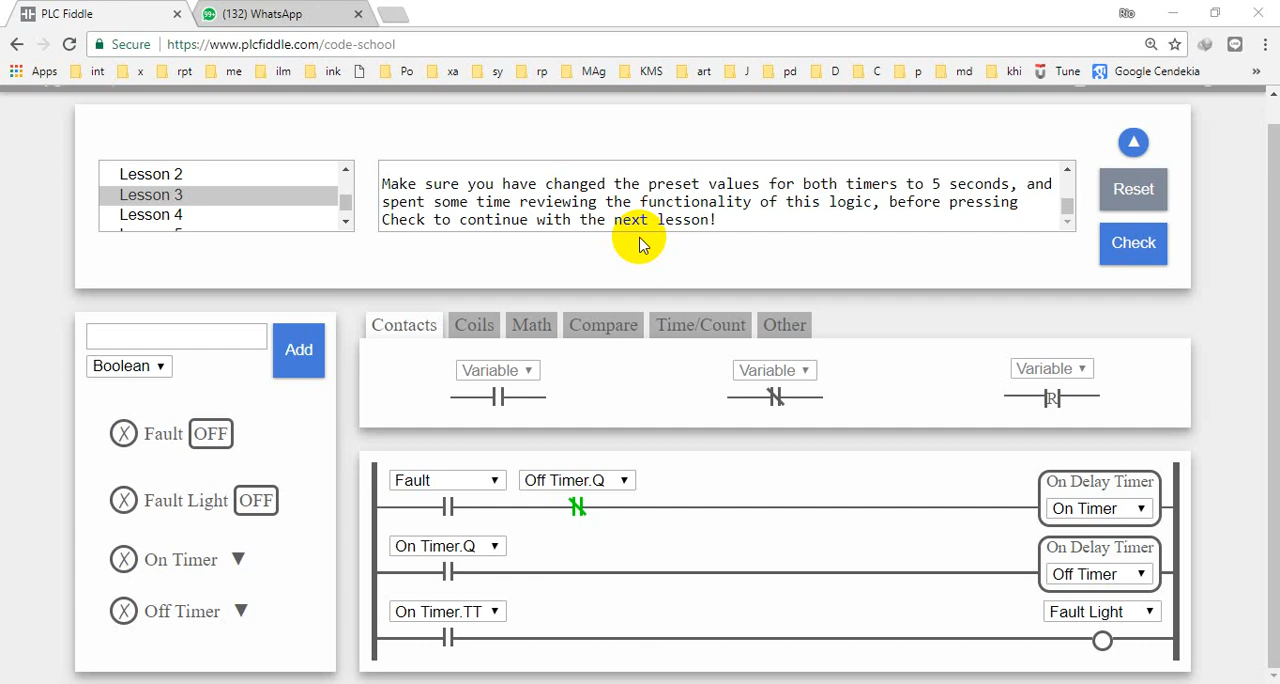 PLC Fiddle
99+ (132) WhatsApp
Rio
Secure https://www.plcfiddle.com/code-school
Apps int x rpt me ilm ink Po xa sy rp MAg KMS art J pd D C p md khi Tune Google Cendekia »
Lesson 2
Lesson 3
Lesson 4
Make sure you have changed the preset values for both timers to 5 seconds, and
spent some time reviewing the functionality of this logic, before pressing
Check to continue with the next lesson!
Reset
Check
Add
Boolean
X Fault OFF
X Fault Light OFF
X On Timer
X Off Timer
Contacts Coils Math Compare Time/Count Other
Variable Variable Variable
R
Fault Off Timer.Q On Delay Timer
On Timer
On Timer.Q On Delay Timer
Off Timer
On Timer.TT Fault Light